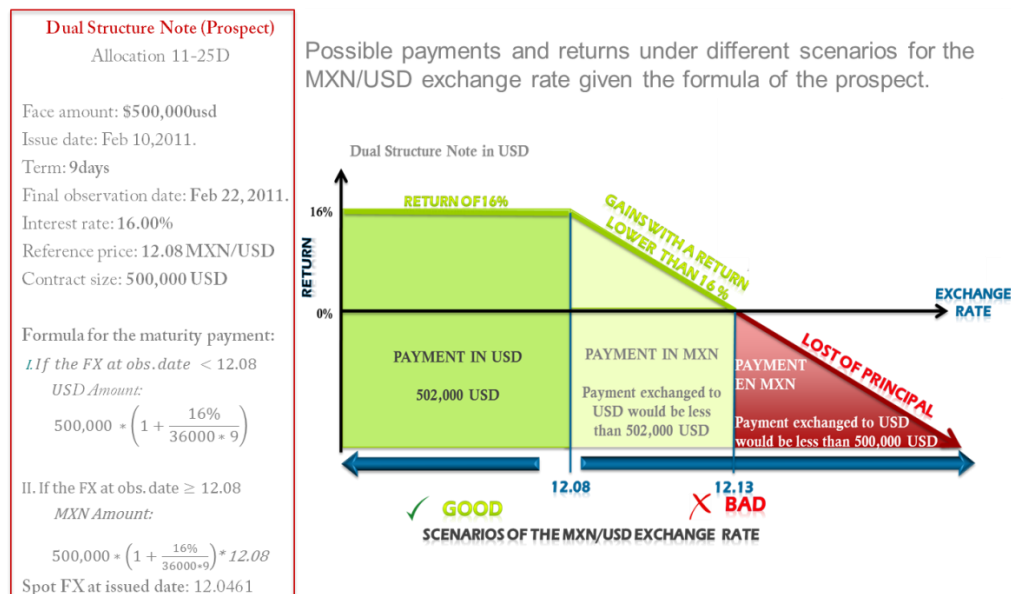 Dual Structure Note (Prospect)
Allocation 11-25D
Face amount: $500,000usd
Issue date: Feb 10,2011.
Term: 9days
Final observation date: Feb 22, 2011.
Interest rate: 16.00%
Reference price: 12.08 MXN/USD
Contract size: 500,000 USD
Formula for the maturity payment:
I. If the FX at obs. date < 12.08
USD Amount:
500,000 * (1 + 16% / 36000 * 9)
II. If the FX at obs. date ≥ 12.08
MXN Amount:
500,000 * (1 + 16% / 36000*9) * 12.08
Spot FX at issued date: 12.0461
Possible payments and returns under different scenarios for the
MXN/USD exchange rate given the formula of the prospect.
Dual Structure Note in USD
RETURN
16%
0%
RETURN OF 16%
GAINS WITH A RETURN
LOWER THAN 16 %
EXCHANGE
RATE
LOST OF PRINCIPAL
PAYMENT IN USD
502,000 USD
PAYMENT IN MXN
Payment exchanged to
USD would be less
than 502,000 USD
PAYMENT
EN MXN
Payment exchanged to USD
would be less than 500,000 USD
12.08
12.13
GOOD
BAD
SCENARIOS OF THE MXN/USD EXCHANGE RATE